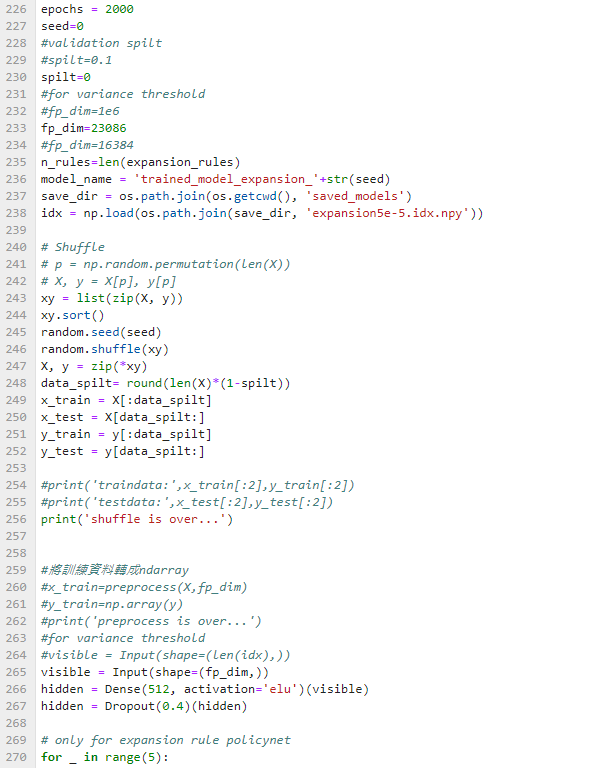 226 epochs = 2000
227 seed=0
228 #validation spilt
229 #spilt=0.1
230 spilt=0
231 #for variance threshold
232 #fp_dim=1e6
233 fp_dim=23086
234 #fp_dim=16384
235 n_rules=len(expansion_rules)
236 model_name = 'trained_model_expansion_'+str(seed)
237 save_dir = os.path.join(os.getcwd(), 'saved_models')
238 idx = np.load(os.path.join(save_dir, 'expansion5e-5.idx.npy'))
239
240 # Shuffle
241 # p = np.random.permutation(len(X))
242 # X, y = X[p], y[p]
243 xy = list(zip(X, y))
244 xy.sort()
245 random.seed(seed)
246 random.shuffle(xy)
247 X, y = zip(*xy)
248 data_spilt= round(len(X)*(1-spilt))
249 x_train = X[:data_spilt]
250 x_test = X[data_spilt:]
251 y_train = y[:data_spilt]
252 y_test = y[data_spilt:]
253
254 #print('traindata:',x_train[:2],y_train[:2])
255 #print('testdata:',x_test[:2],y_test[:2])
256 print('shuffle is over...')
257
258
259 #將訓練資料轉成ndarray
260 #x_train=preprocess(X,fp_dim)
261 #y_train=np.array(y)
262 #print('preprocess is over...')
263 #for variance threshold
264 #visible = Input(shape=(len(idx),))
265 visible = Input(shape=(fp_dim,))
266 hidden = Dense(512, activation='elu')(visible)
267 hidden = Dropout(0.4)(hidden)
268
269 # only for expansion rule policynet
270 for _ in range(5):